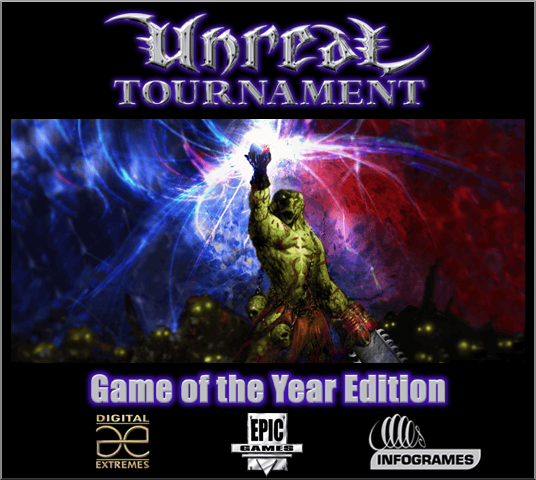 Unreal
TOURNAMENT
Game of the Year Edition
DIGITAL
EXTREMES
EPIC
GAMES
INFOGRAMES